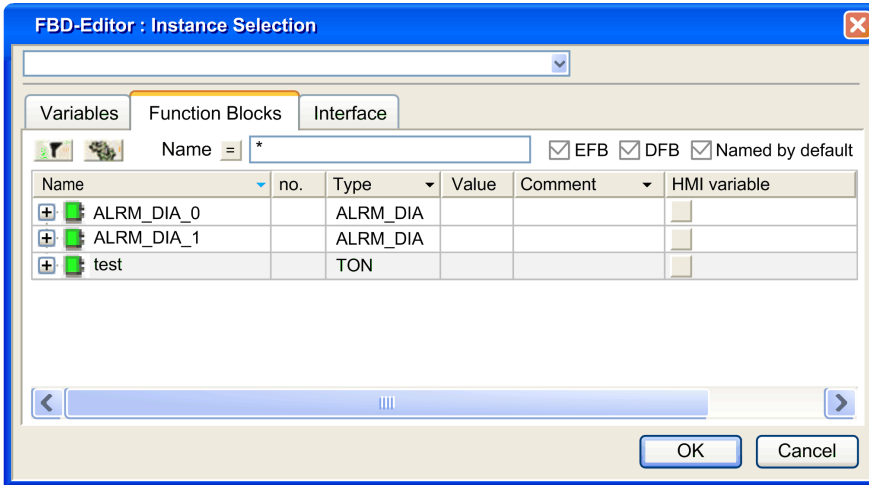 FBD-Editor : Instance Selection
Variables Function Blocks Interface
Name = * EFB DFB Named by default
Name no. Type Value Comment HMI variable
ALRM_DIA_0 ALRM_DIA
ALRM_DIA_1 ALRM_DIA
test TON
OK Cancel